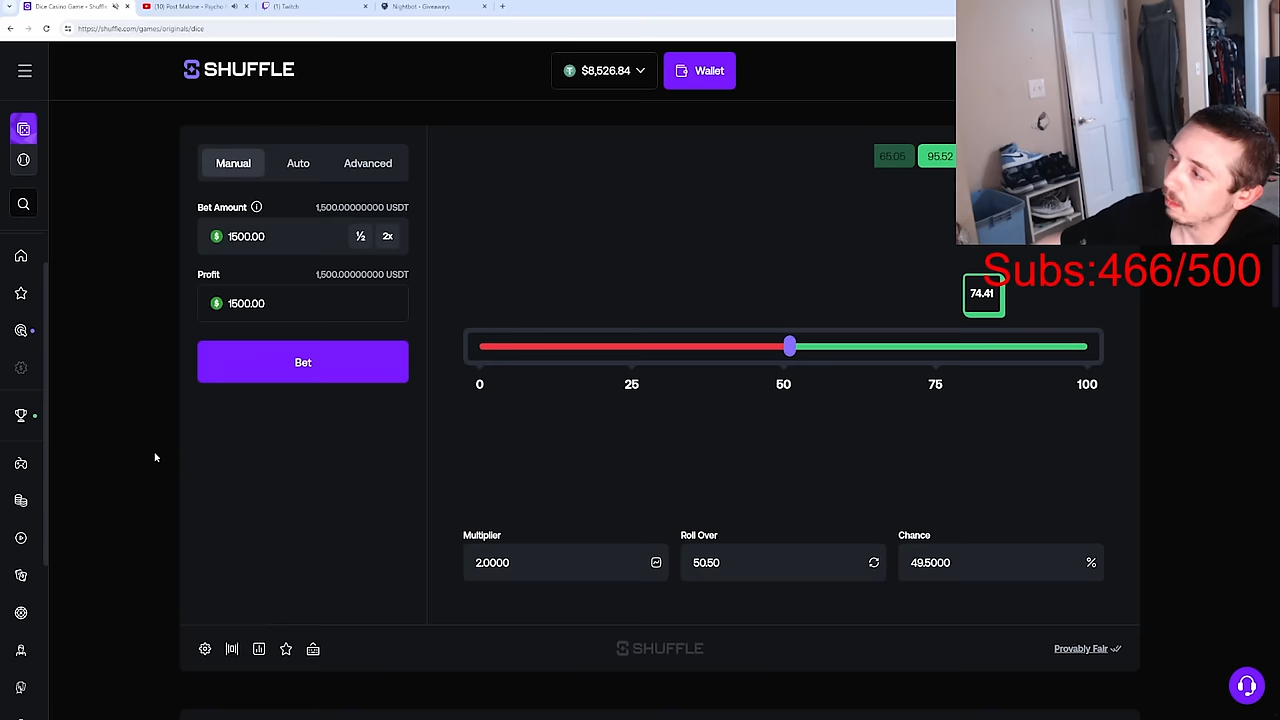 Dice Casino Game - Shuffle
(10) Post Malone - Psycho
(1) Twitch
Nightbot - Giveaways
https://shuffle.com/games/originals/dice
SHUFFLE
$8,526.84
Wallet
Manual
Auto
Advanced
65.05
95.52
Bet Amount
1,500.00000000 USDT
1500.00
½
2x
Profit
1,500.00000000 USDT
1500.00
Bet
Subs:466/500
74.41
0
25
50
75
100
Multiplier
Roll Over
Chance
2.0000
50.50
49.5000
%
SHUFFLE
Provably Fair